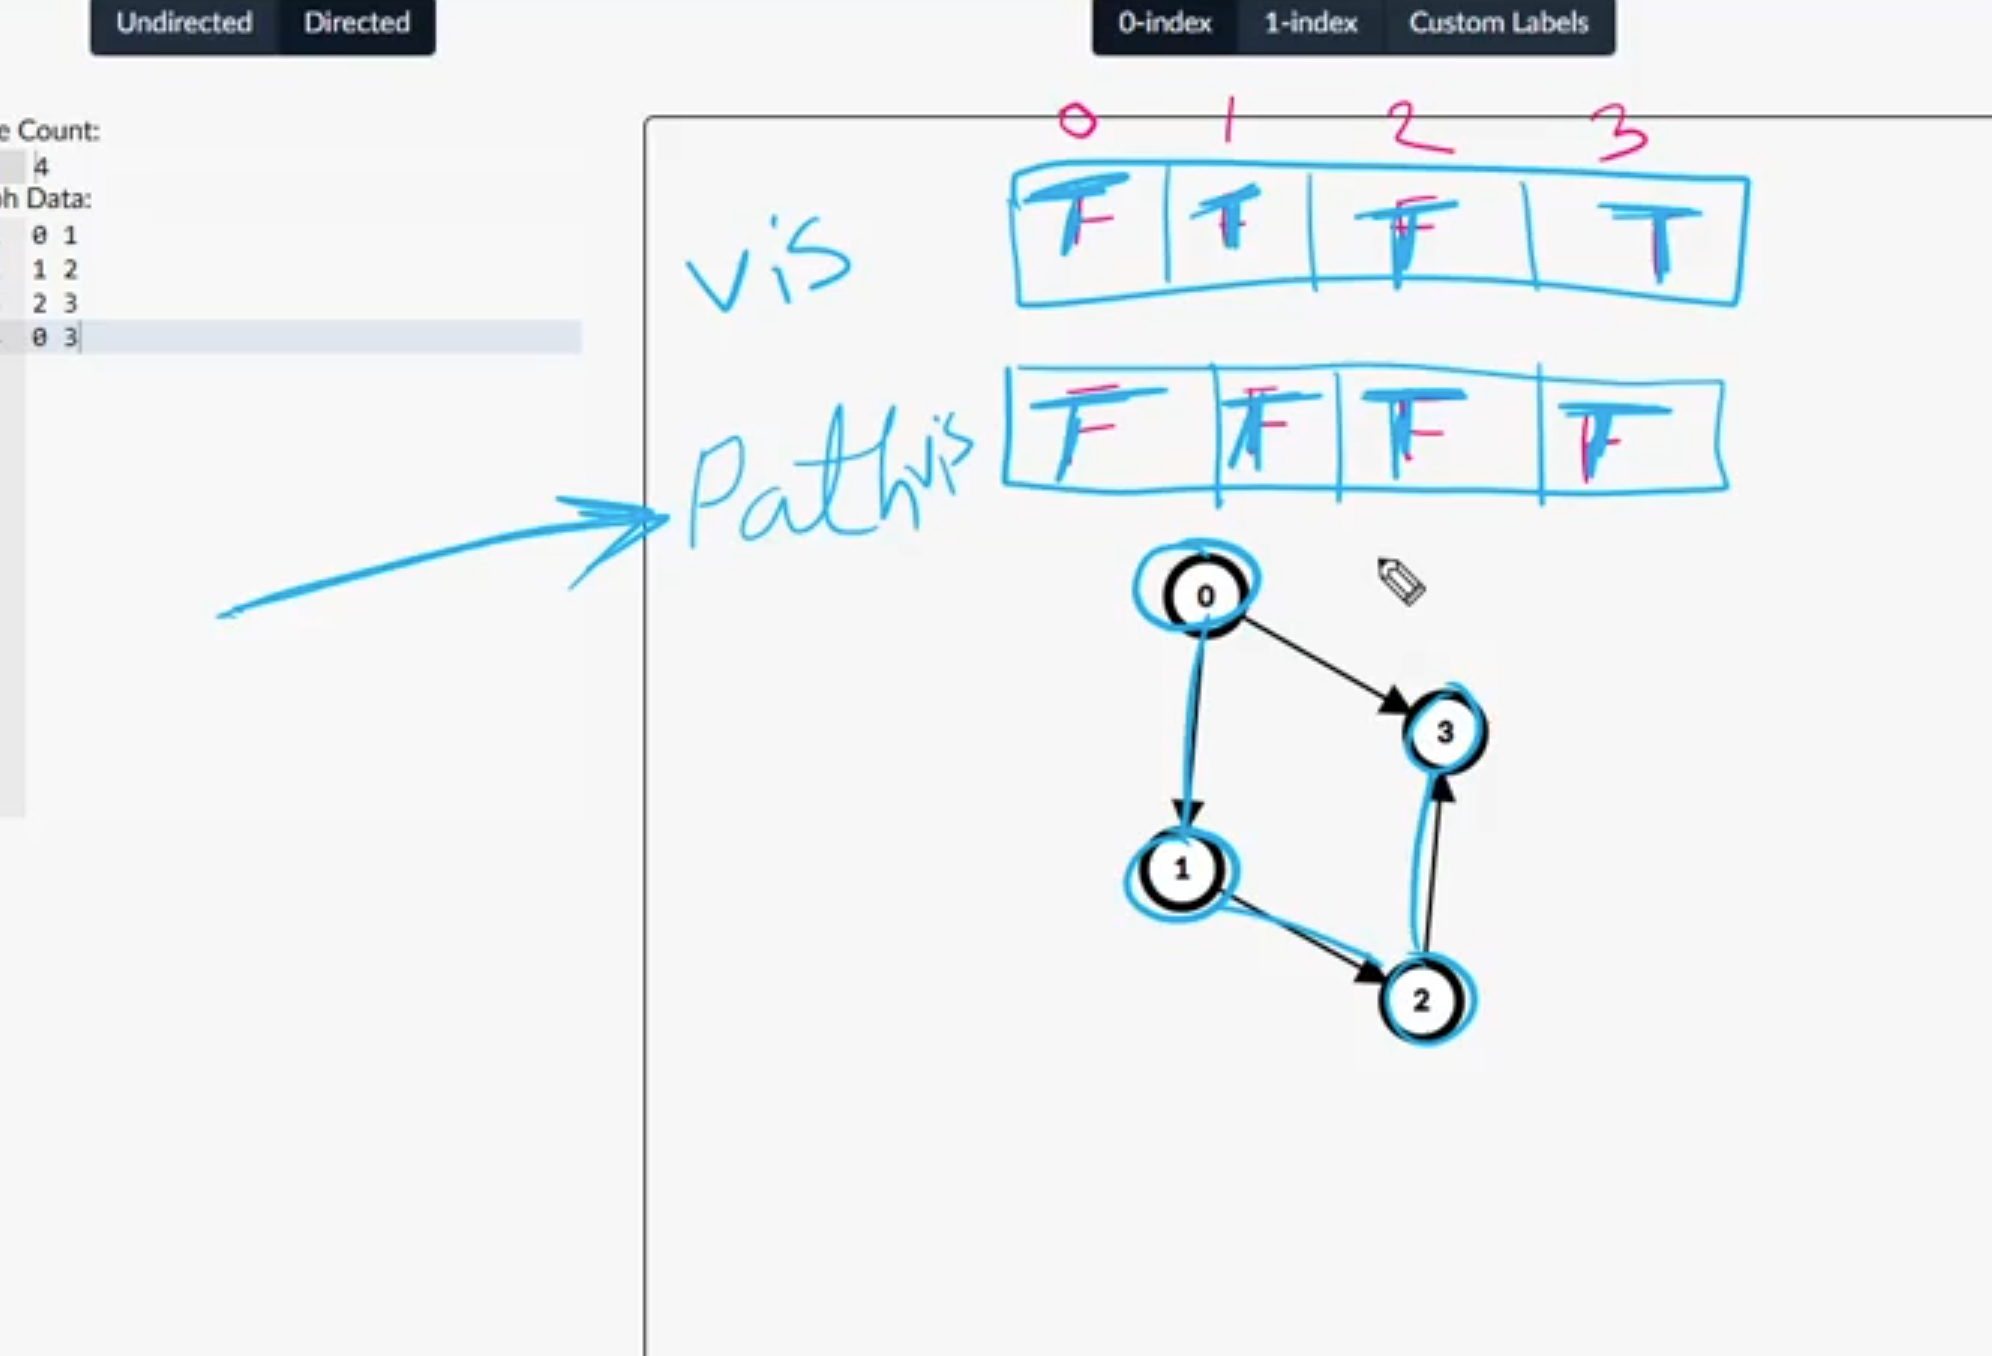 Undirected Directed
0-index 1-index Custom Labels
e Count:
4
oh Data:
0 1
1 2
2 3
0 3
0 1 2 3
vis T T T T
Pathvis T T T T
0
3
1
2